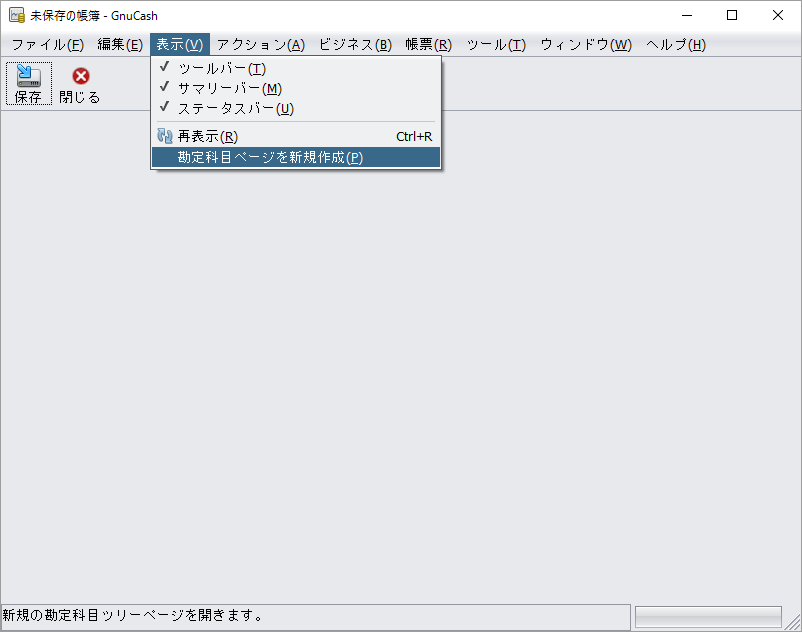 未保存の帳簿 - GnuCash
ファイル(F) 編集(E) 表示(V) アクション(A) ビジネス(B) 帳票(R) ツール(T) ウィンドウ(W) ヘルプ(H)
保存 閉じる
✓ ツールバー(T)
✓ サマリーバー(M)
✓ ステータスバー(U)
再表示(R) Ctrl+R
勘定科目ページを新規作成(P)
新規の勘定科目ツリーページを開きます。